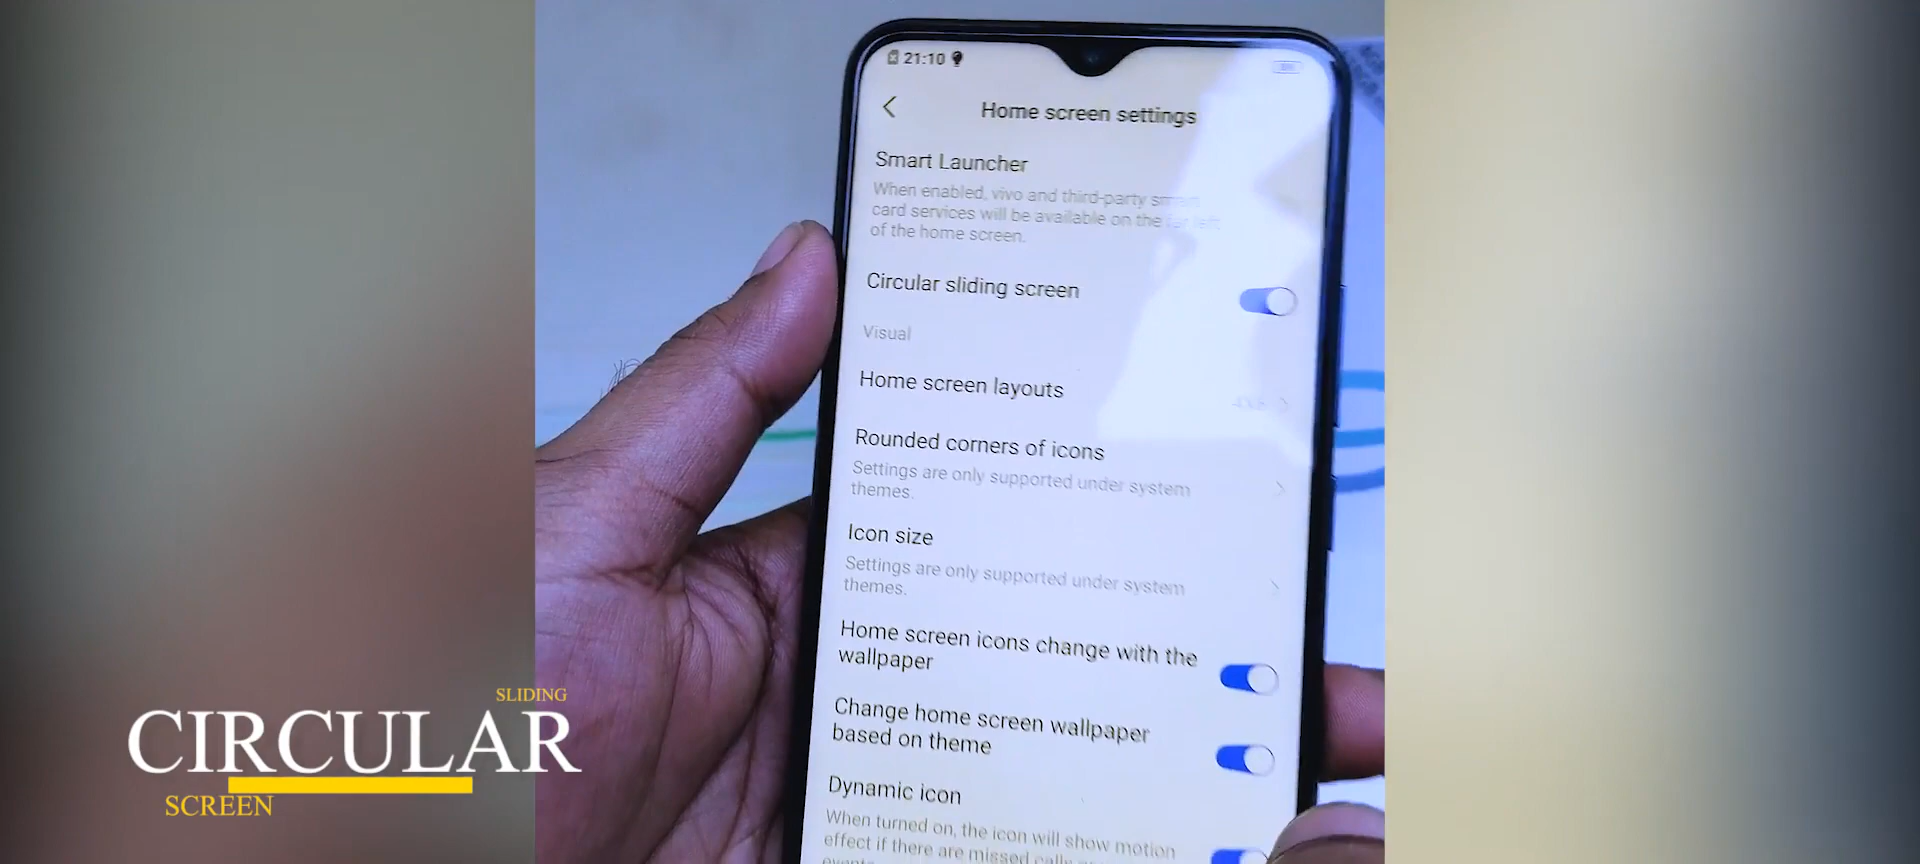 21:10
Home screen settings
Smart Launcher
When enabled, vivo and third-party smart
card services will be available on the far left
of the home screen.
Circular sliding screen
Visual
Home screen layouts
Rounded corners of icons
Settings are only supported under system
themes.
Icon size
Settings are only supported under system
themes.
Home screen icons change with the
wallpaper
Change home screen wallpaper
based on theme
Dynamic icon
When turned on, the icon will show motion
effect if there are missed calls
SLIDING
CIRCULAR
SCREEN